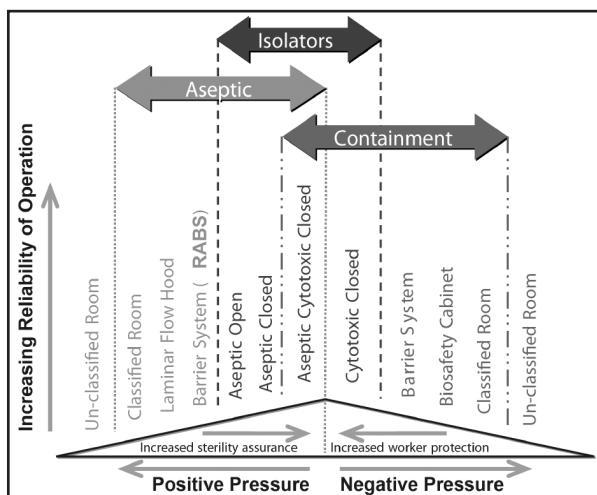 Isolators
Aseptic
Containment
Increasing Reliability of Operation
Un-classified Room
Classified Room
Laminar Flow Hood
Barrier System ( RABS)
Aseptic Open
Aseptic Closed
Aseptic Cytotoxic Closed
Cytotoxic Closed
Barrier System
Biosafety Cabinet
Classified Room
Un-classified Room
Increased sterility assurance
Increased worker protection
Positive Pressure
Negative Pressure